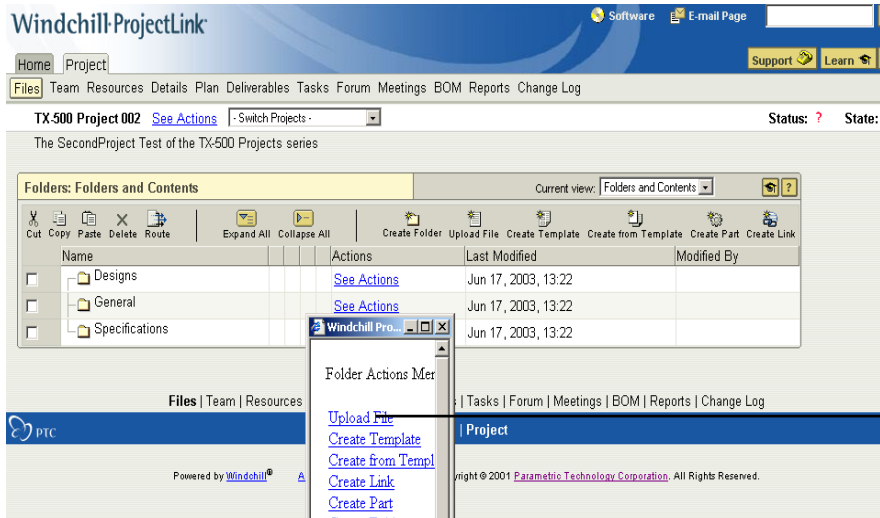 Windchill ProjectLink
Software E-mail Page
Home Project
Support Learn
Files Team Resources Details Plan Deliverables Tasks Forum Meetings BOM Reports Change Log
TX-500 Project 002 See Actions - Switch Projects - Status: ? State:
The SecondProject Test of the TX-500 Projects series
Folders: Folders and Contents Current view: Folders and Contents ?
Cut Copy Paste Delete Route Expand All Collapse All Create Folder Upload File Create Template Create from Template Create Part Create Link
Name Actions Last Modified Modified By
Designs See Actions Jun 17, 2003, 13:22
General See Actions Jun 17, 2003, 13:22
Specifications Jun 17, 2003, 13:22
Windchill Pro...
Folder Actions Mer
Upload File
Create Template
Create from Templ
Create Link
Create Part
Files | Team | Resources | Tasks | Forum | Meetings | BOM | Reports | Change Log
PTC | Project
Powered by Windchill® A yright © 2001 Parametric Technology Corporation. All Rights Reserved.